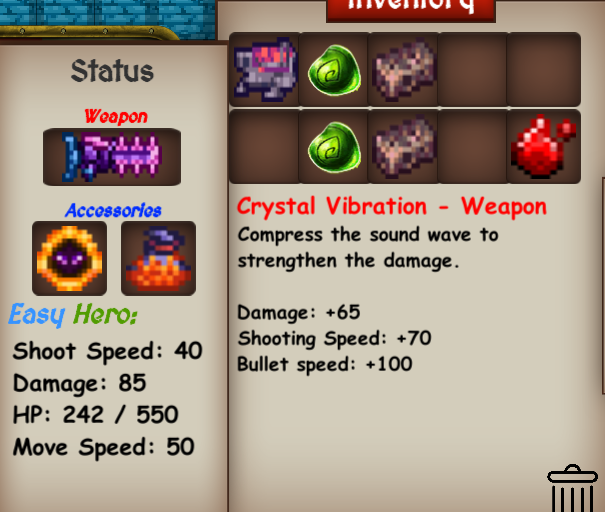 Inventory
Status
Weapon
Accessories
Easy Hero:
Shoot Speed: 40
Damage: 85
HP: 242 / 550
Move Speed: 50
Crystal Vibration - Weapon
Compress the sound wave to
strengthen the damage.
Damage: +65
Shooting Speed: +70
Bullet speed: +100